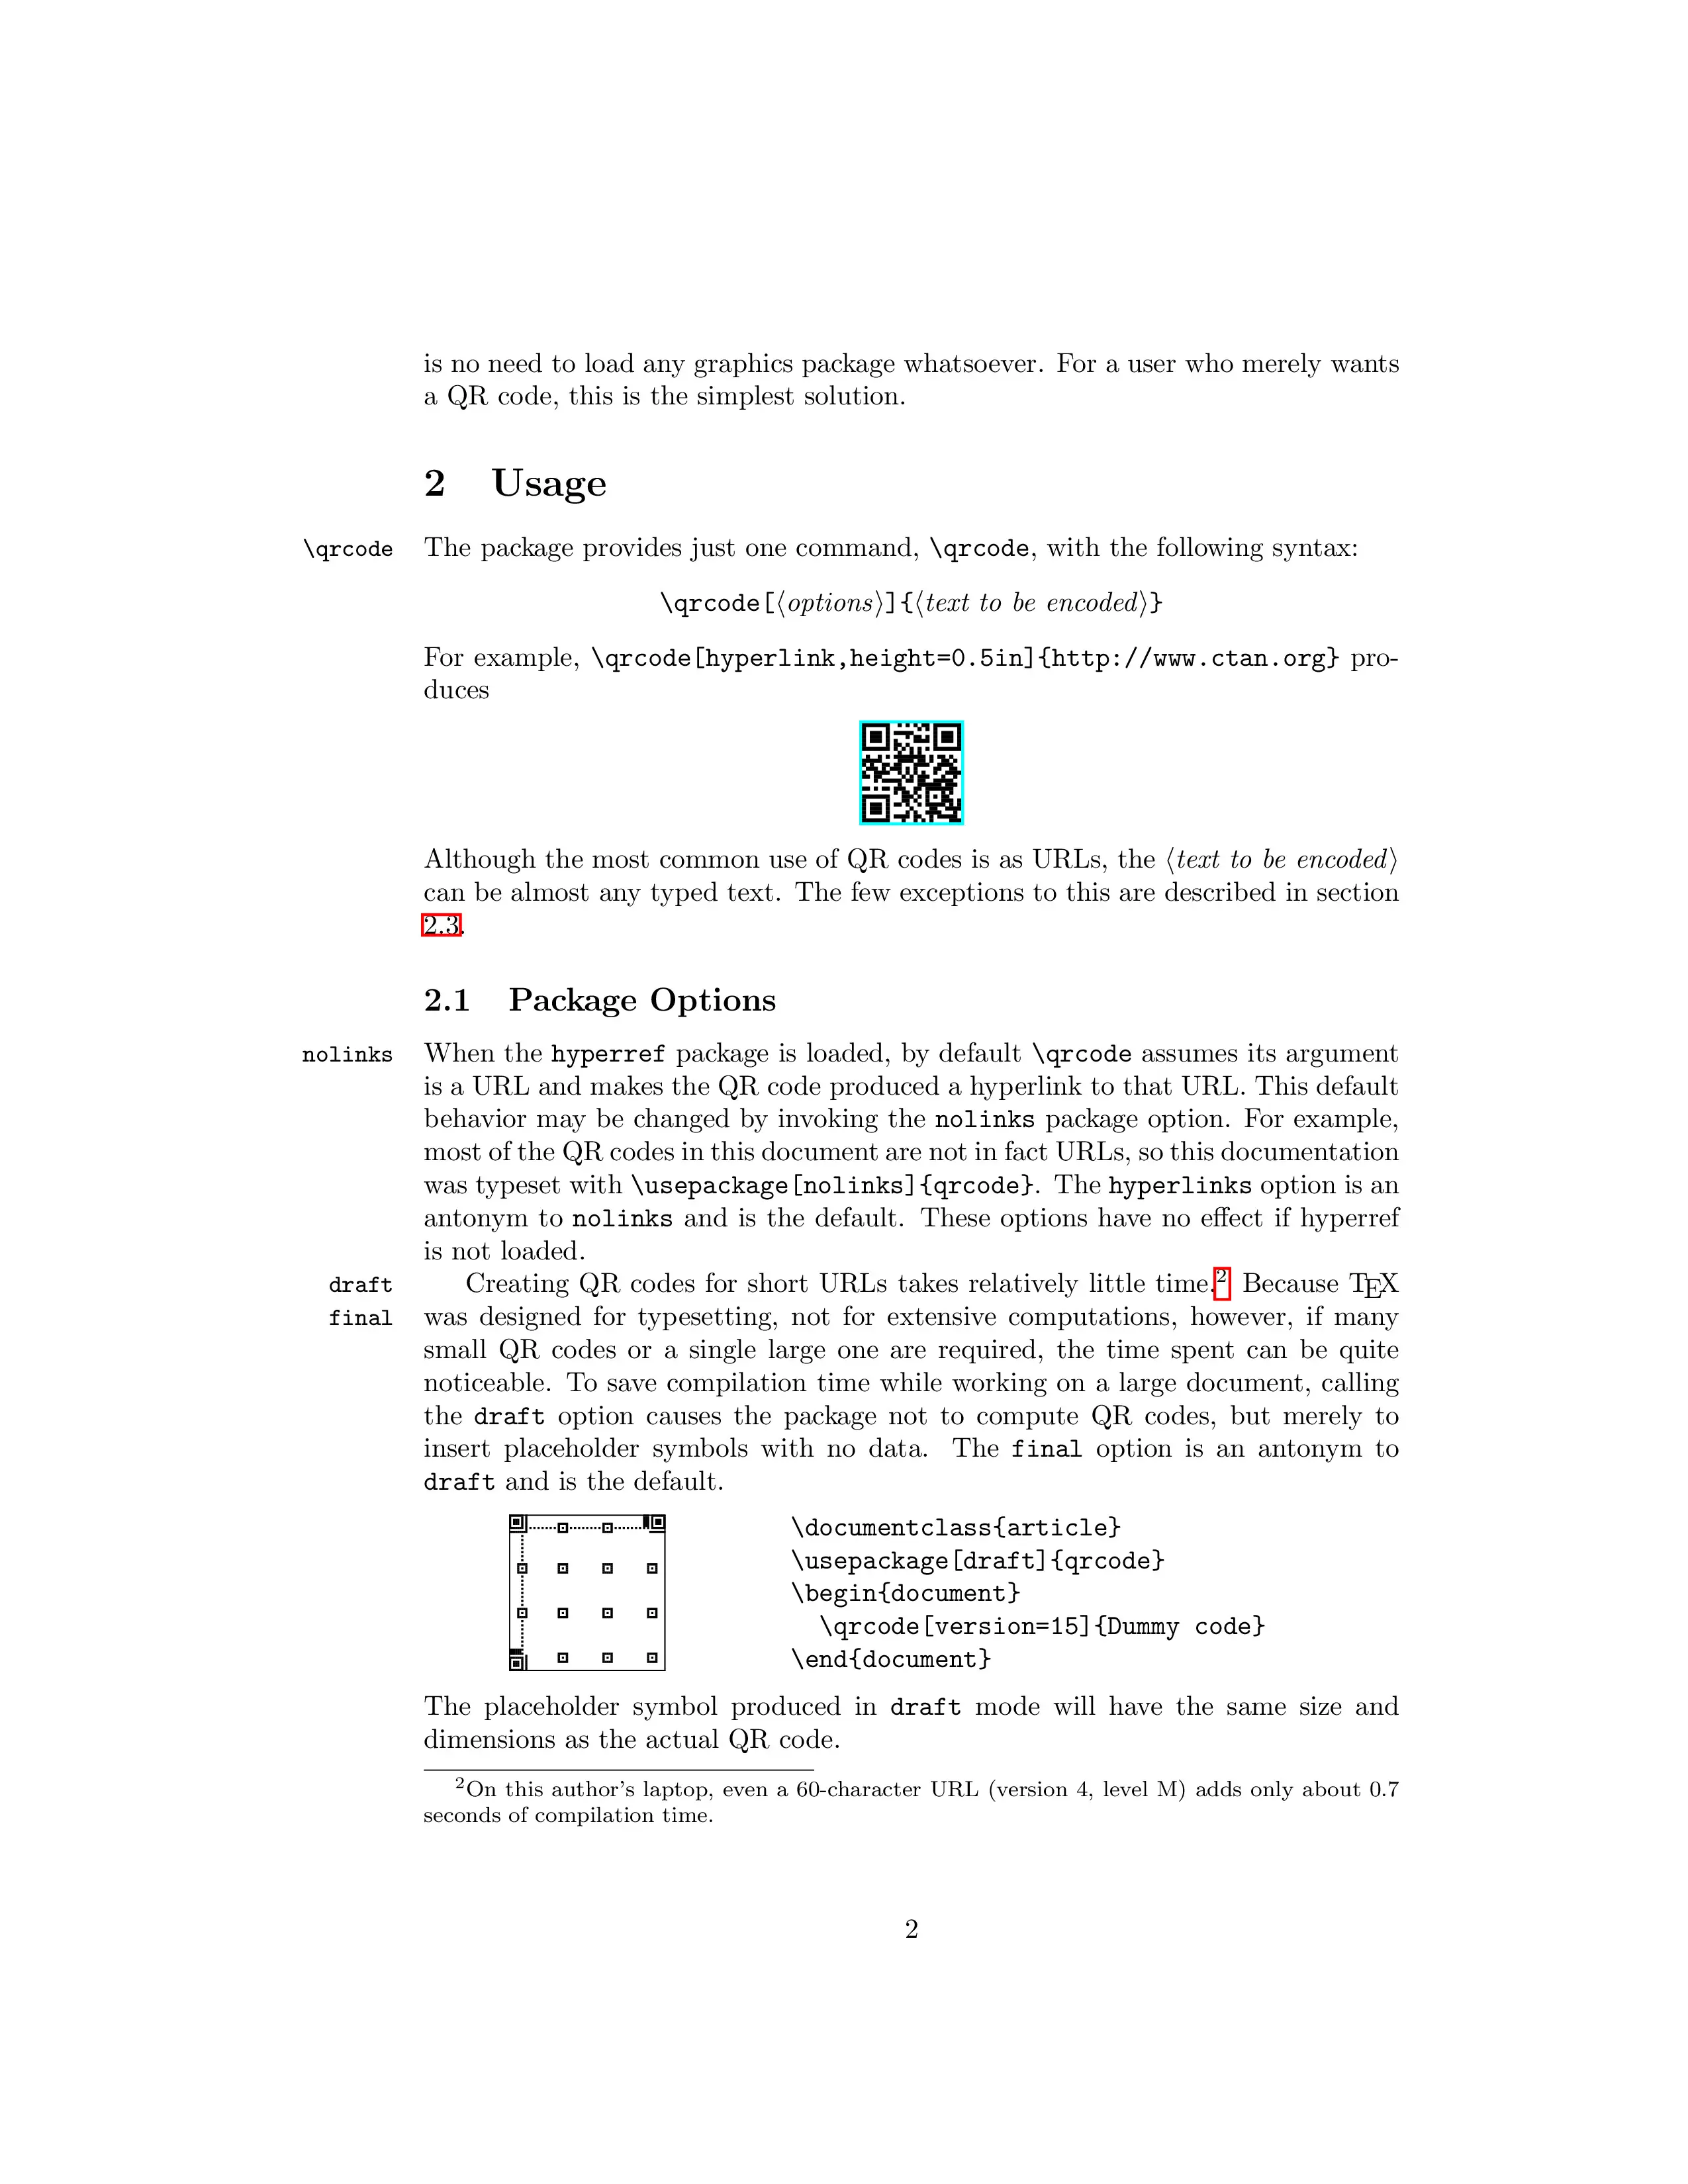 is no need to load any graphics package whatsoever. For a user who merely wants
a QR code, this is the simplest solution.
2 Usage
\qrcode The package provides just one command, \qrcode, with the following syntax:
\qrcode[⟨options⟩]{⟨text to be encoded⟩}
For example, \qrcode[hyperlink,height=0.5in]{http://www.ctan.org} pro-
duces
Although the most common use of QR codes is as URLs, the ⟨text to be encoded⟩
can be almost any typed text. The few exceptions to this are described in section
2.3.
2.1 Package Options
nolinks When the hyperref package is loaded, by default \qrcode assumes its argument
is a URL and makes the QR code produced a hyperlink to that URL. This default
behavior may be changed by invoking the nolinks package option. For example,
most of the QR codes in this document are not in fact URLs, so this documentation
was typeset with \usepackage[nolinks]{qrcode}. The hyperlinks option is an
antonym to nolinks and is the default. These options have no effect if hyperref
is not loaded.
draft Creating QR codes for short URLs takes relatively little time.² Because TEX
final was designed for typesetting, not for extensive computations, however, if many
small QR codes or a single large one are required, the time spent can be quite
noticeable. To save compilation time while working on a large document, calling
the draft option causes the package not to compute QR codes, but merely to
insert placeholder symbols with no data. The final option is an antonym to
draft and is the default.
\documentclass{article}
\usepackage[draft]{qrcode}
\begin{document}
  \qrcode[version=15]{Dummy code}
\end{document}
The placeholder symbol produced in draft mode will have the same size and
dimensions as the actual QR code.
²On this author's laptop, even a 60-character URL (version 4, level M) adds only about 0.7
seconds of compilation time.
2